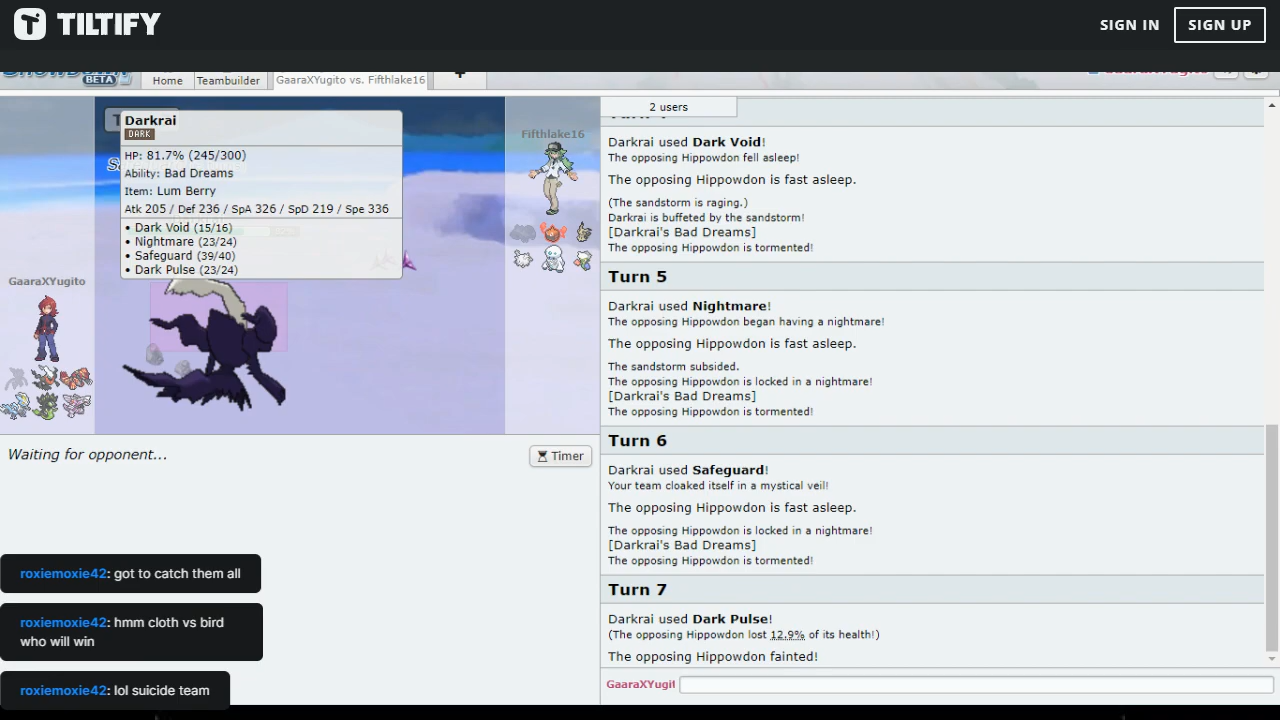 TILTIFY
SIGN IN
SIGN UP
BETA
Home
Teambuilder
GaaraXYugito vs. Fifthlake16
2 users
Darkrai
DARK
HP: 81.7% (245/300)
Ability: Bad Dreams
Item: Lum Berry
Atk 205 / Def 236 / SpA 326 / SpD 219 / Spe 336
• Dark Void (15/16)
• Nightmare (23/24)
• Safeguard (39/40)
• Dark Pulse (23/24)
Fifthlake16
GaaraXYugito
Waiting for opponent...
Timer
roxiemoxie42: got to catch them all
roxiemoxie42: hmm cloth vs bird
who will win
roxiemoxie42: lol suicide team
Darkrai used Dark Void!
The opposing Hippowdon fell asleep!
The opposing Hippowdon is fast asleep.
(The sandstorm is raging.)
Darkrai is buffeted by the sandstorm!
[Darkrai's Bad Dreams]
The opposing Hippowdon is tormented!
Turn 5
Darkrai used Nightmare!
The opposing Hippowdon began having a nightmare!
The opposing Hippowdon is fast asleep.
The sandstorm subsided.
The opposing Hippowdon is locked in a nightmare!
[Darkrai's Bad Dreams]
The opposing Hippowdon is tormented!
Turn 6
Darkrai used Safeguard!
Your team cloaked itself in a mystical veil!
The opposing Hippowdon is fast asleep.
The opposing Hippowdon is locked in a nightmare!
[Darkrai's Bad Dreams]
The opposing Hippowdon is tormented!
Turn 7
Darkrai used Dark Pulse!
(The opposing Hippowdon lost 12.9% of its health!)
The opposing Hippowdon fainted!
GaaraXYugit